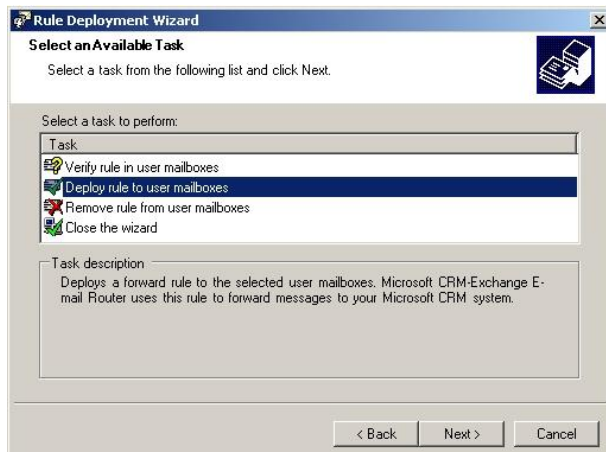 Rule Deployment Wizard
Select an Available Task
Select a task from the following list and click Next.
Select a task to perform:
Task
Verify rule in user mailboxes
Deploy rule to user mailboxes
Remove rule from user mailboxes
Close the wizard
Task description
Deploys a forward rule to the selected user mailboxes. Microsoft CRM-Exchange E-
mail Router uses this rule to forward messages to your Microsoft CRM system.
< Back Next > Cancel